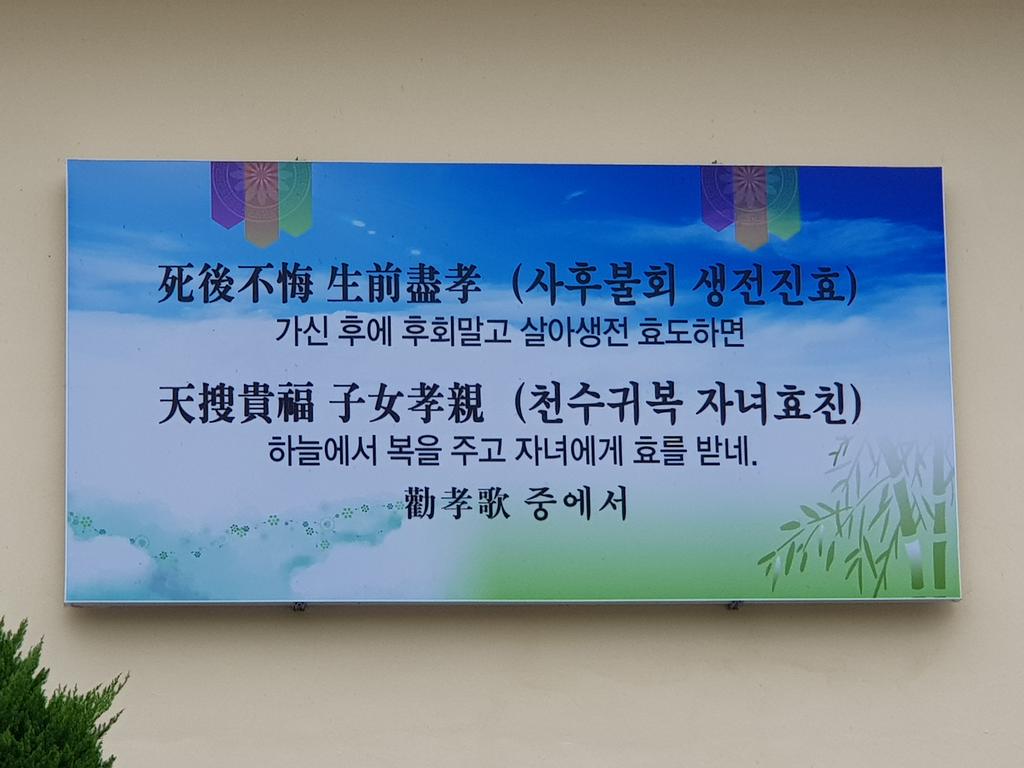 死後不悔 生前盡孝 (사후불회 생전진효)
가신 후에 후회말고 살아생전 효도하면
天搜貴福 子女孝親 (천수귀복 자녀효친)
하늘에서 복을 주고 자녀에게 효를 받네.
勸孝歌 중에서